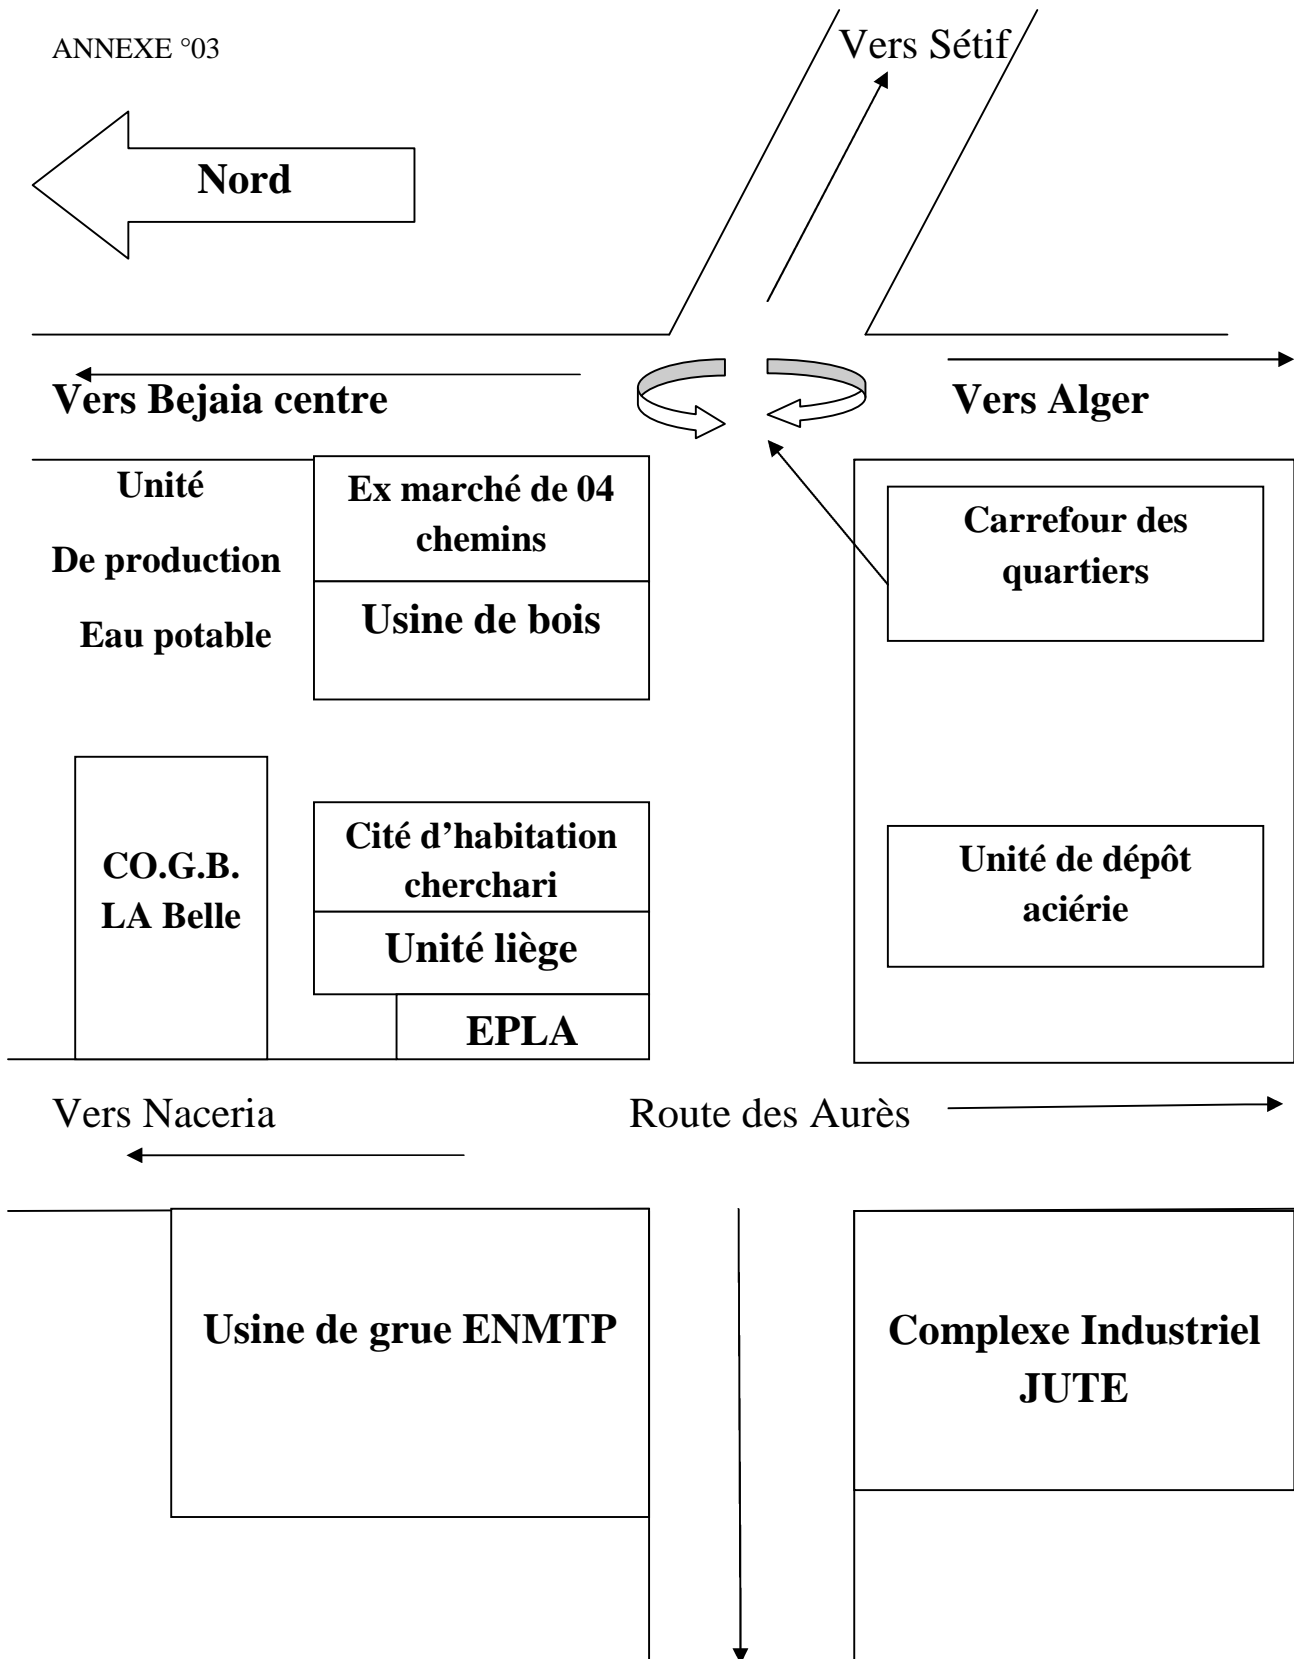 ANNEXE °03
Vers Sétif
Nord
Vers Bejaia centre
Vers Alger
Unité
De production
Eau potable
Ex marché de 04
chemins
Usine de bois
Carrefour des
quartiers
CO.G.B.
LA Belle
Cité d’habitation
cherchari
Unité liège
EPLA
Unité de dépôt
aciérie
Vers Naceria
Route des Aurès
Usine de grue ENMTP
Complexe Industriel
JUTE